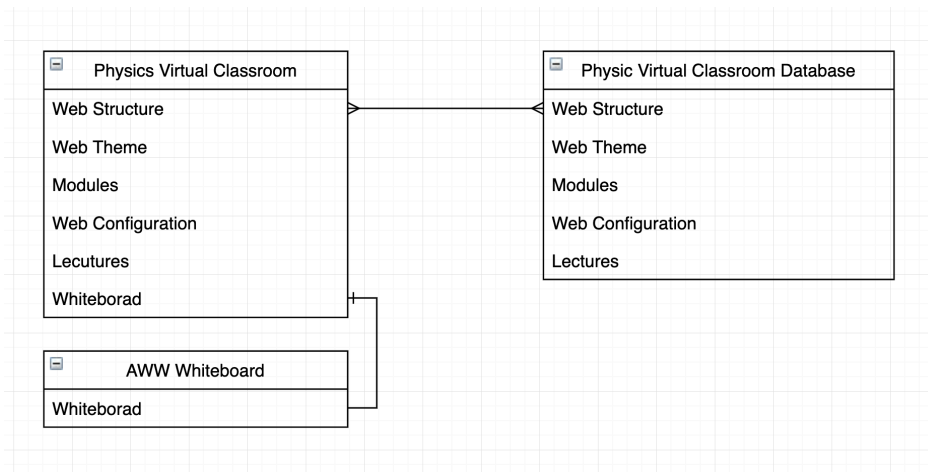 Physics Virtual Classroom
Web Structure
Web Theme
Modules
Web Configuration
Lecutures
Whiteborad
Physic Virtual Classroom Database
Web Structure
Web Theme
Modules
Web Configuration
Lectures
AWW Whiteboard
Whiteborad